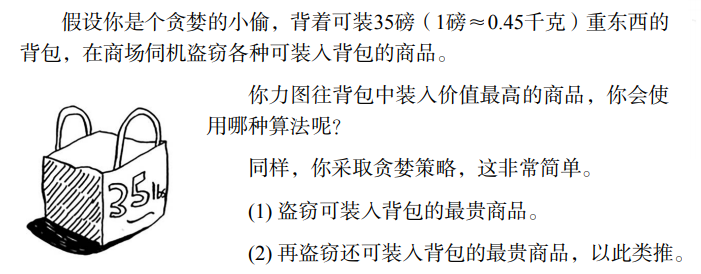 假设你是个贪婪的小偷，背着可装35磅（1磅≈0.45千克）重东西的
背包，在商场伺机盗窃各种可装入背包的商品。
你力图往背包中装入价值最高的商品，你会使
用哪种算法呢？
同样，你采取贪婪策略，这非常简单。
35lbs
(1) 盗窃可装入背包的最贵商品。
(2) 再盗窃还可装入背包的最贵商品，以此类推。